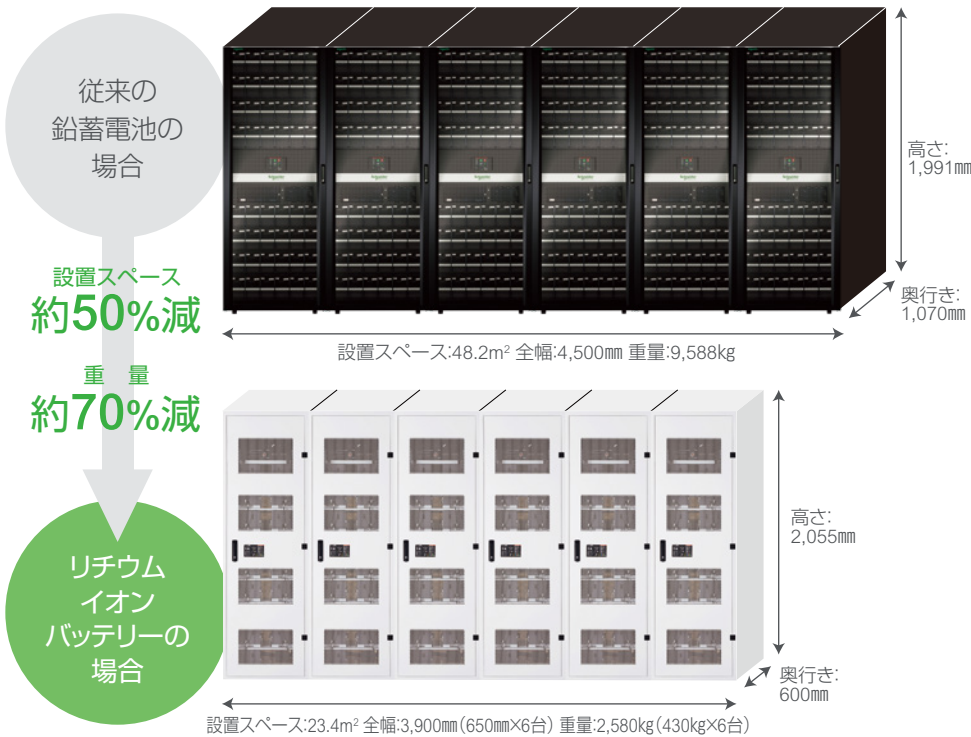 従来の
鉛蓄電池の
場合
高さ:
1,991㎜
奥行き:
1,070㎜
設置スペース:48.2m² 全幅:4,500㎜ 重量:9,588kg
設置スペース
約50%減
重 量
約70%減
リチウム
イオン
バッテリーの
場合
高さ:
2,055㎜
奥行き:
600㎜
設置スペース:23.4m² 全幅:3,900㎜(650㎜×6台) 重量:2,580kg(430kg×6台)